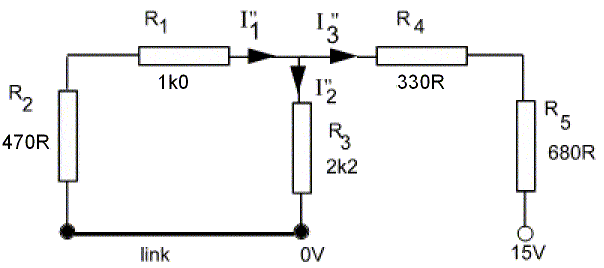 R1 I"1 I"3 R4
1k0 330R
R2 I"2
470R
R3 R5
2k2 680R
link 0V 15V